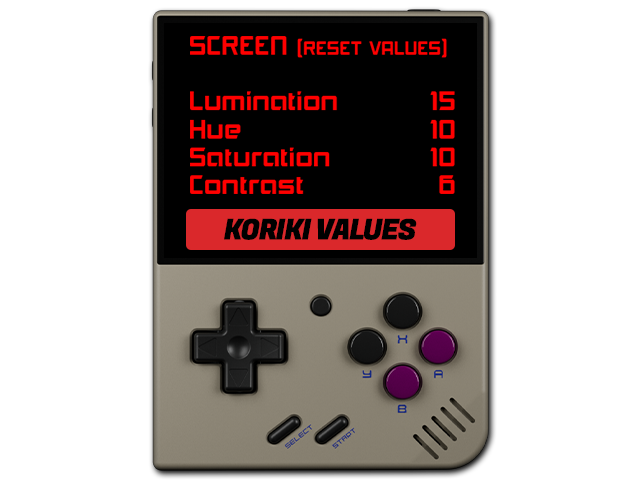 SCREEN [RESET VALUES]
Lumination 15
Hue 10
Saturation 10
Contrast 6
KORIKI VALUES
X
Y A
B
SELECT START